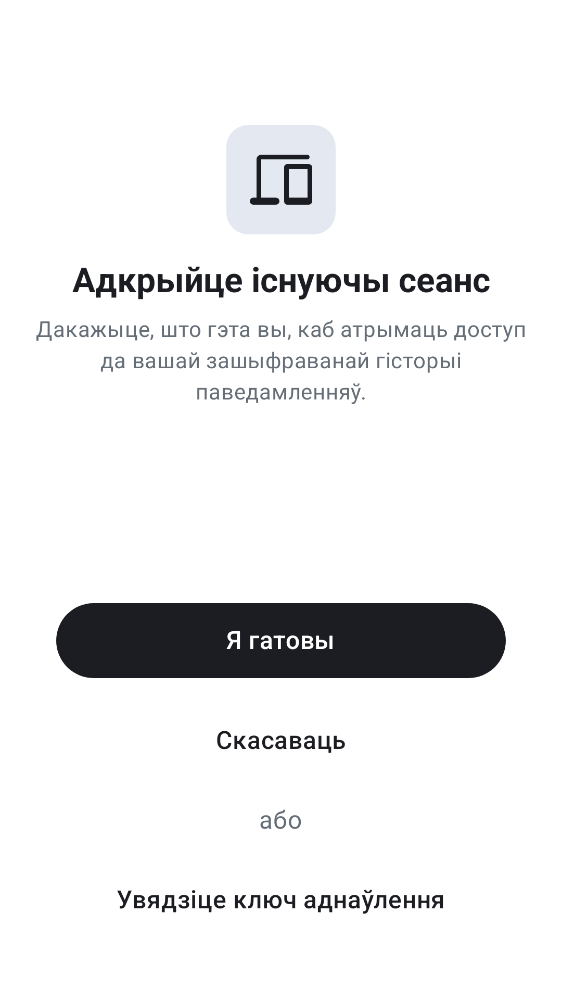 Адкрыйце існуючы сеанс
Дакажыце, што гэта вы, каб атрымаць доступ
да вашай зашыфраванай гісторыі
паведамленняў.
Я гатовы
Скасаваць
або
Увядзіце ключ аднаўлення